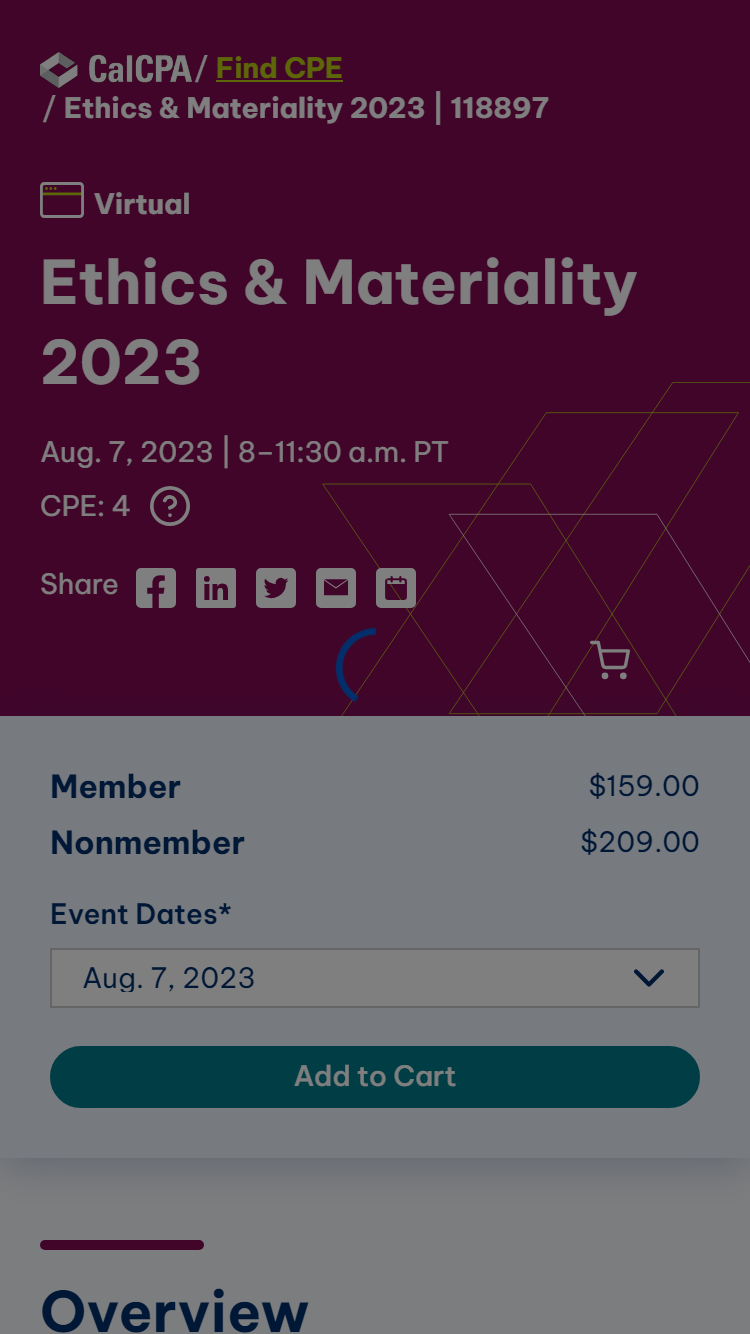 CalCPA / Find CPE
/ Ethics & Materiality 2023 | 118897
Virtual
Ethics & Materiality
2023
Aug. 7, 2023 | 8–11:30 a.m. PT
CPE: 4 ?
Share
Member $159.00
Nonmember $209.00
Event Dates*
Aug. 7, 2023
Add to Cart
Overview